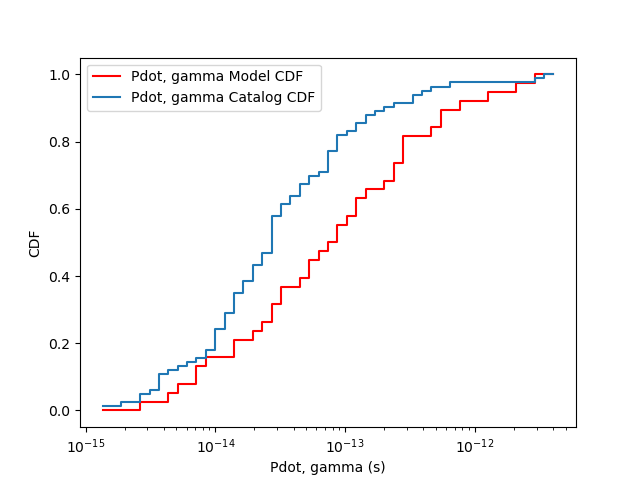 Pdot, gamma Model CDF
Pdot, gamma Catalog CDF
1.0
0.8
0.6
0.4
0.2
0.0
CDF
10⁻¹⁵
10⁻¹⁴
10⁻¹³
10⁻¹²
Pdot, gamma (s)